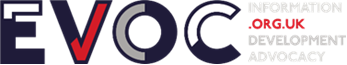 EVOC
INFORMATION
.ORG.UK
DEVELOPMENT
ADVOCACY